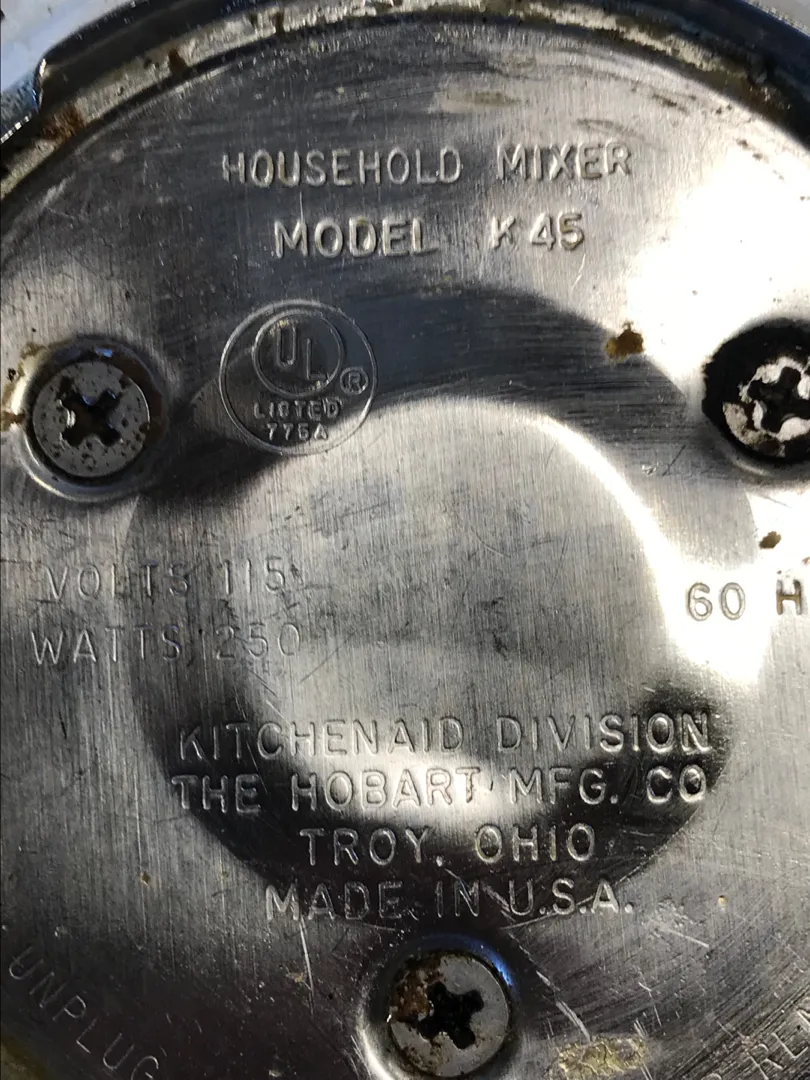 HOUSEHOLD MIXER
MODEL K45
UL ®
LISTED
776A
VOLTS 115
60 H
WATTS 250
KITCHENAID DIVISION
THE HOBART MFG. CO
TROY, OHIO
MADE IN U.S.A.
UNPLUG